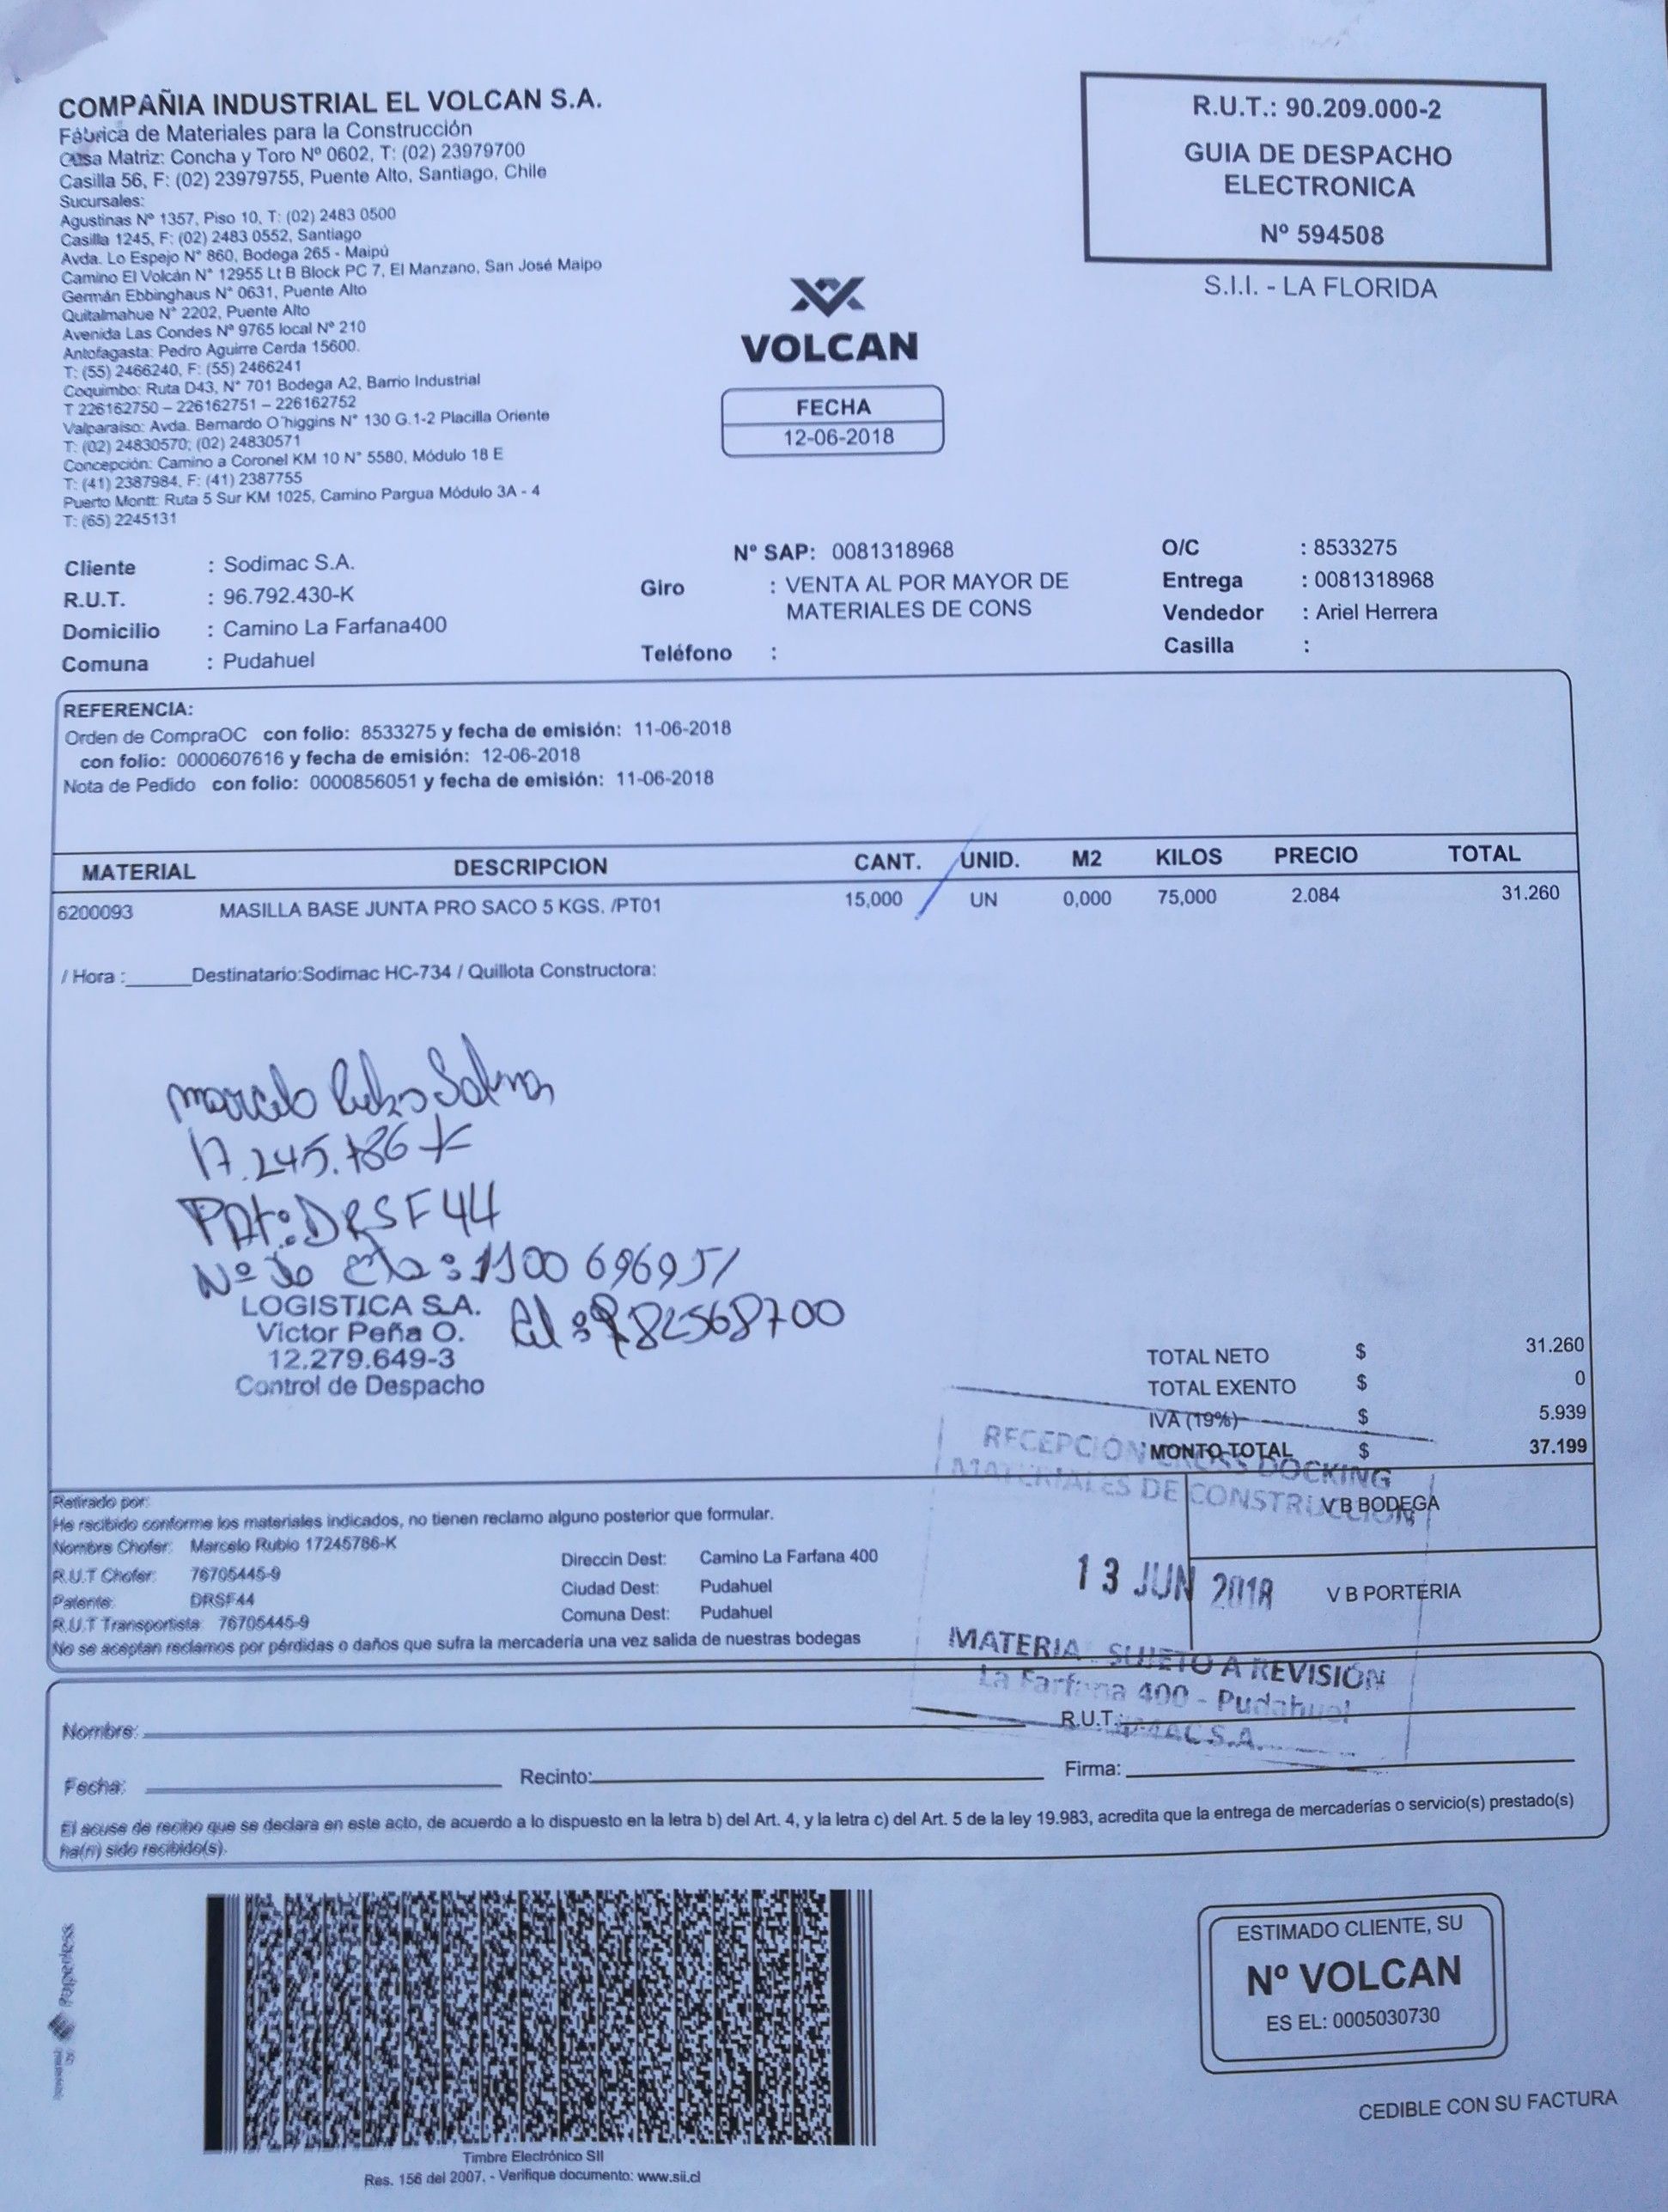 COMPAÑIA INDUSTRIAL EL VOLCAN S.A.
Fábrica de Materiales para la Construcción
Casa Matriz: Concha y Toro Nº 0602, T: (02) 23979700
Casilla 56, F: (02) 23979755, Puente Alto, Santiago, Chile
Sucursales:
Agustinas Nº 1357, Piso 10, T: (02) 2483 0500
Casilla 1245, F: (02) 2483 0552, Santiago
Avda. Lo Espejo N° 860, Bodega 265 - Maipú
Camino El Volcán N° 12955 Lt B Block PC 7, El Manzano, San José Maipo
Germán Ebbinghaus N° 0631, Puente Alto
Quitalmahue N° 2202, Puente Alto
Avenida Las Condes Nº 9765 local Nº 210
Antofagasta: Pedro Aguirre Cerda 15600.
T: (55) 2466240, F: (55) 2466241
Coquimbo: Ruta D43, N° 701 Bodega A2, Barrio Industrial
T 226162750 – 226162751 – 226162752
Valparaiso: Avda. Bernardo O´higgins N° 130 G.1-2 Placilla Oriente
T: (02) 24830570; (02) 24830571
Concepción: Camino a Coronel KM 10 N° 5580, Módulo 18 E
T: (41) 2387984, F: (41) 2387755
Puerto Montt: Ruta 5 Sur KM 1025, Camino Pargua Módulo 3A - 4
T: (65) 2245131
R.U.T.: 90.209.000-2
GUIA DE DESPACHO
ELECTRONICA
Nº 594508
S.I.I. - LA FLORIDA
VOLCAN
FECHA
12-06-2018
Cliente : Sodimac S.A.
R.U.T. : 96.792.430-K
Domicilio : Camino La Farfana400
Comuna : Pudahuel
Nº SAP: 0081318968
Giro : VENTA AL POR MAYOR DE
MATERIALES DE CONS
Teléfono :
O/C : 8533275
Entrega : 0081318968
Vendedor : Ariel Herrera
Casilla :
REFERENCIA:
Orden de CompraOC con folio: 8533275 y fecha de emisión: 11-06-2018
con folio: 0000607616 y fecha de emisión: 12-06-2018
Nota de Pedido con folio: 0000856051 y fecha de emisión: 11-06-2018
MATERIAL DESCRIPCION CANT. UNID. M2 KILOS PRECIO TOTAL
6200093 MASILLA BASE JUNTA PRO SACO 5 KGS. /PT01 15,000 UN 0,000 75,000 2.084 31.260
/ Hora :______Destinatario:Sodimac HC-734 / Quillota Constructora:
marcelo Rubio
17.245.786 K
PAt:DRSF44
1100696951
LOGISTICA S.A.
Victor Peña O.
12.279.649-3
Control de Despacho
982568700
TOTAL NETO $ 31.260
TOTAL EXENTO $ 0
IVA (19%) $ 5.939
MONTO TOTAL $ 37.199
RECEPCIÓN CROSS DOCKING
MATERIALES DE CONSTRUCCIÓN
13 JUN 2018
MATERIAL SUJETO A REVISIÓN
La Farfana 400 - Pudahuel
SODIMAC S.A.
Retirado por:
He recibido conforme los materiales indicados, no tienen reclamo alguno posterior que formular.
Nombre Chofer: Marcelo Rubio 17245786-K
R.U.T Chofer: 76705445-9
Patente: DRSF44
R.U.T Transportista: 76705445-9
Direccin Dest: Camino La Farfana 400
Ciudad Dest: Pudahuel
Comuna Dest: Pudahuel
No se aceptan reclamos por pérdidas o daños que sufra la mercadería una vez salida de nuestras bodegas
V B BODEGA
V B PORTERIA
Nombre:
R.U.T.:
Fecha:
Recinto:
Firma:
El acuse de recibo que se declara en este acto, de acuerdo a lo dispuesto en la letra b) del Art. 4, y la letra c) del Art. 5 de la ley 19.983, acredita que la entrega de mercaderías o servicio(s) prestado(s)
ha(n) sido recibido(s).
Paperless
Timbre Electrónico SII
Res. 156 del 2007. - Verifique documento: www.sii.cl
ESTIMADO CLIENTE, SU
Nº VOLCAN
ES EL: 0005030730
CEDIBLE CON SU FACTURA